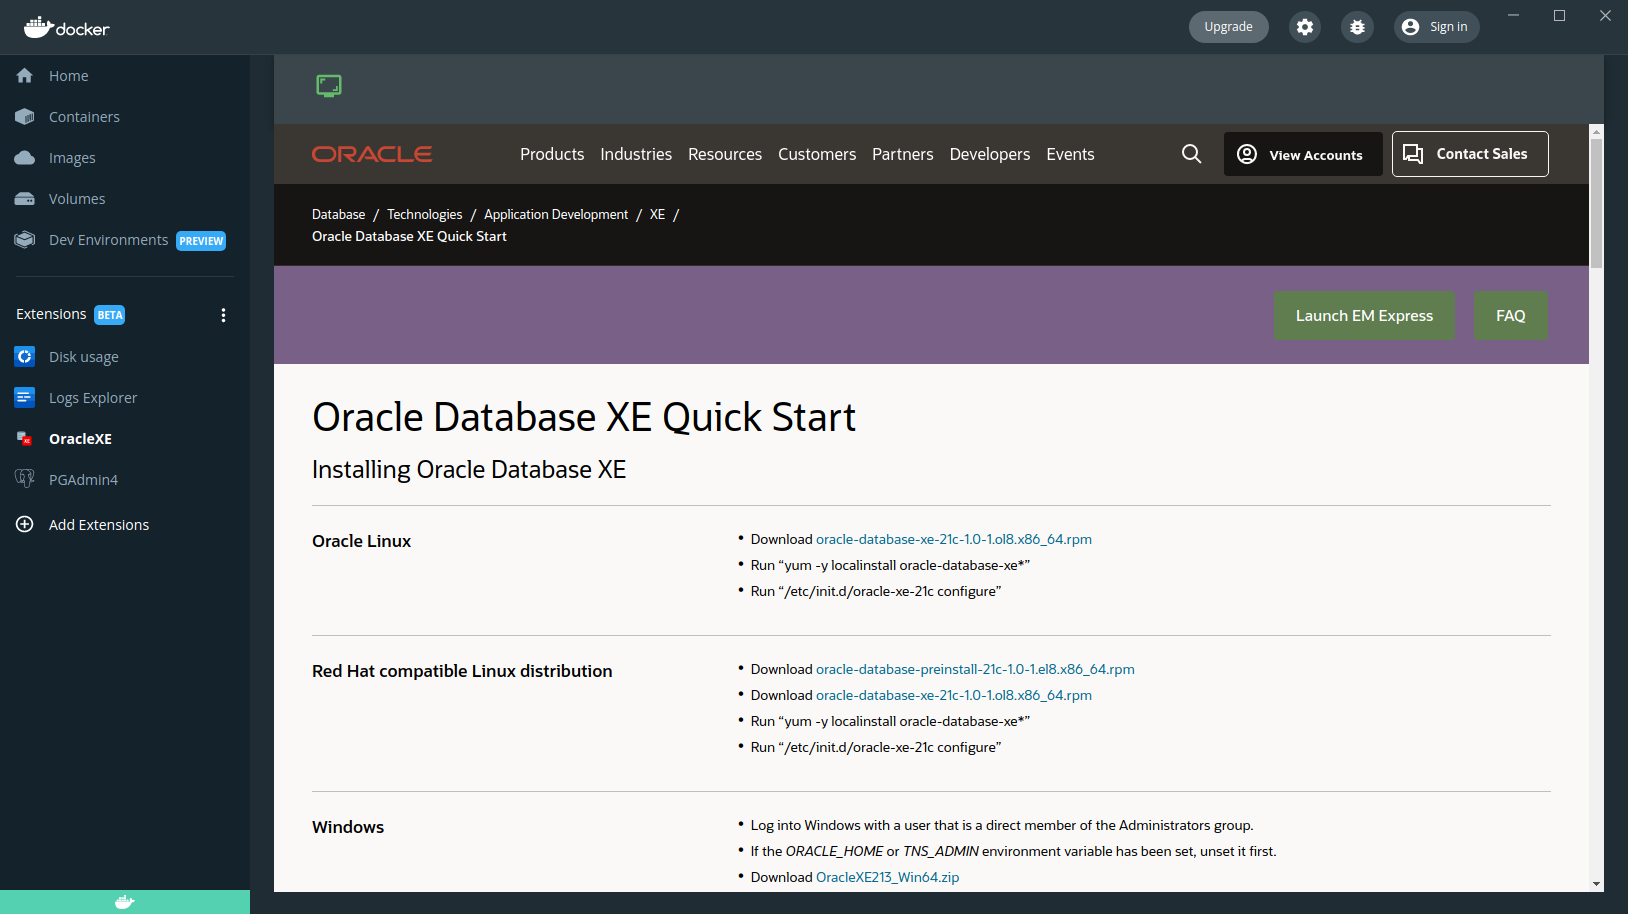 docker
Upgrade
Sign in
Home
Containers
Images
Volumes
Dev Environments PREVIEW
Extensions BETA
Disk usage
Logs Explorer
OracleXE
PGAdmin4
Add Extensions
ORACLE
Products Industries Resources Customers Partners Developers Events
View Accounts
Contact Sales
Database / Technologies / Application Development / XE /
Oracle Database XE Quick Start
Launch EM Express
FAQ
Oracle Database XE Quick Start
Installing Oracle Database XE
Oracle Linux
• Download oracle-database-xe-21c-1.0-1.ol8.x86_64.rpm
• Run “yum -y localinstall oracle-database-xe*”
• Run “/etc/init.d/oracle-xe-21c configure”
Red Hat compatible Linux distribution
• Download oracle-database-preinstall-21c-1.0-1.el8.x86_64.rpm
• Download oracle-database-xe-21c-1.0-1.ol8.x86_64.rpm
• Run “yum -y localinstall oracle-database-xe*”
• Run “/etc/init.d/oracle-xe-21c configure”
Windows
• Log into Windows with a user that is a direct member of the Administrators group.
• If the ORACLE_HOME or TNS_ADMIN environment variable has been set, unset it first.
• Download OracleXE213_Win64.zip